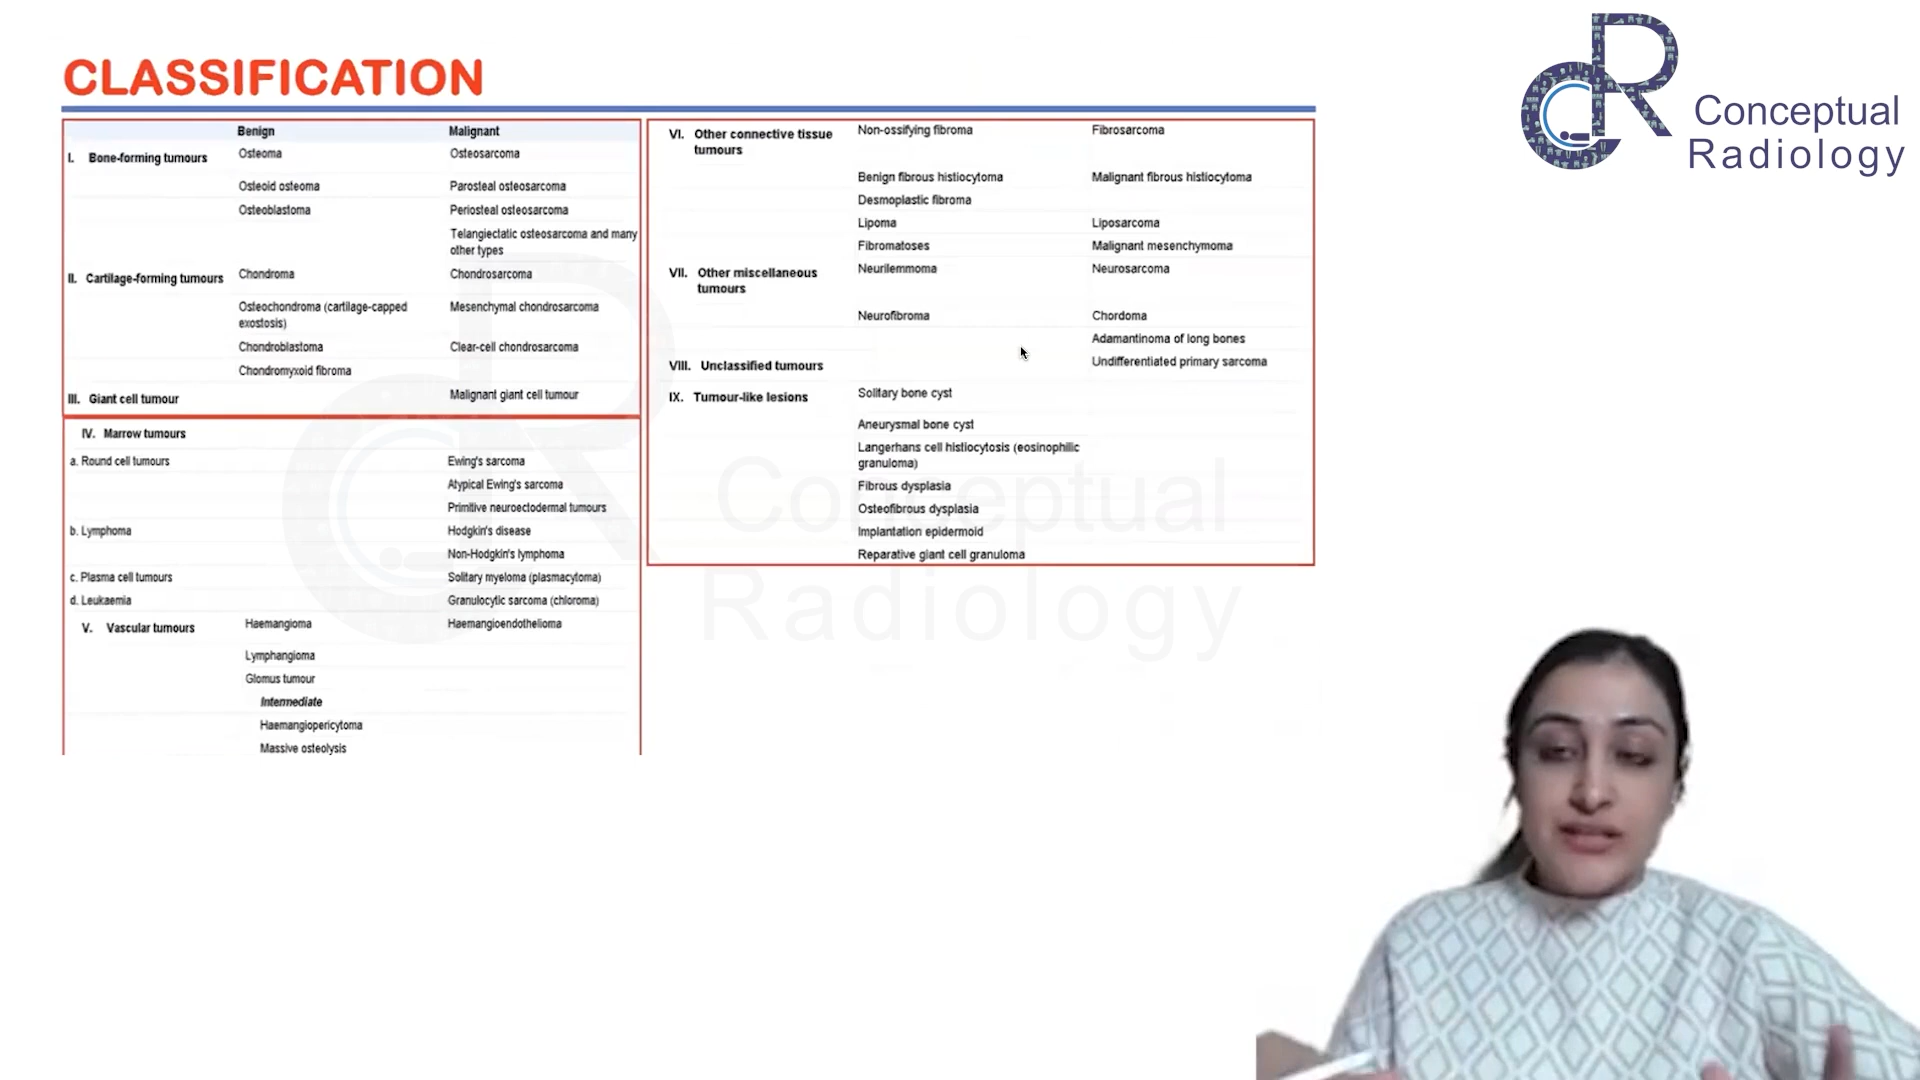 CLASSIFICATION
Conceptual
Radiology
Benign Malignant
I. Bone-forming tumours Osteoma Osteosarcoma
Osteoid osteoma Parosteal osteosarcoma
Osteoblastoma Periosteal osteosarcoma
Telangiectatic osteosarcoma and many
other types
II. Cartilage-forming tumours Chondroma Chondrosarcoma
Osteochondroma (cartilage-capped Mesenchymal chondrosarcoma
exostosis)
Chondroblastoma Clear-cell chondrosarcoma
Chondromyxoid fibroma
III. Giant cell tumour Malignant giant cell tumour
IV. Marrow tumours
a. Round cell tumours Ewing's sarcoma
Atypical Ewing's sarcoma
Primitive neuroectodermal tumours
b. Lymphoma Hodgkin's disease
Non-Hodgkin's lymphoma
c. Plasma cell tumours Solitary myeloma (plasmacytoma)
d. Leukaemia Granulocytic sarcoma (chloroma)
V. Vascular tumours Haemangioma Haemangioendothelioma
Lymphangioma
Glomus tumour
Intermediate
Haemangiopericytoma
Massive osteolysis
VI. Other connective tissue Non-ossifying fibroma Fibrosarcoma
tumours
Benign fibrous histiocytoma Malignant fibrous histiocytoma
Desmoplastic fibroma
Lipoma Liposarcoma
Fibromatoses Malignant mesenchymoma
VII. Other miscellaneous Neurilemmoma Neurosarcoma
tumours
Neurofibroma Chordoma
Adamantinoma of long bones
VIII. Unclassified tumours Undifferentiated primary sarcoma
IX. Tumour-like lesions Solitary bone cyst
Aneurysmal bone cyst
Langerhans cell histiocytosis (eosinophilic
granuloma)
Fibrous dysplasia
Osteofibrous dysplasia
Implantation epidermoid
Reparative giant cell granuloma
Conceptual
Radiology